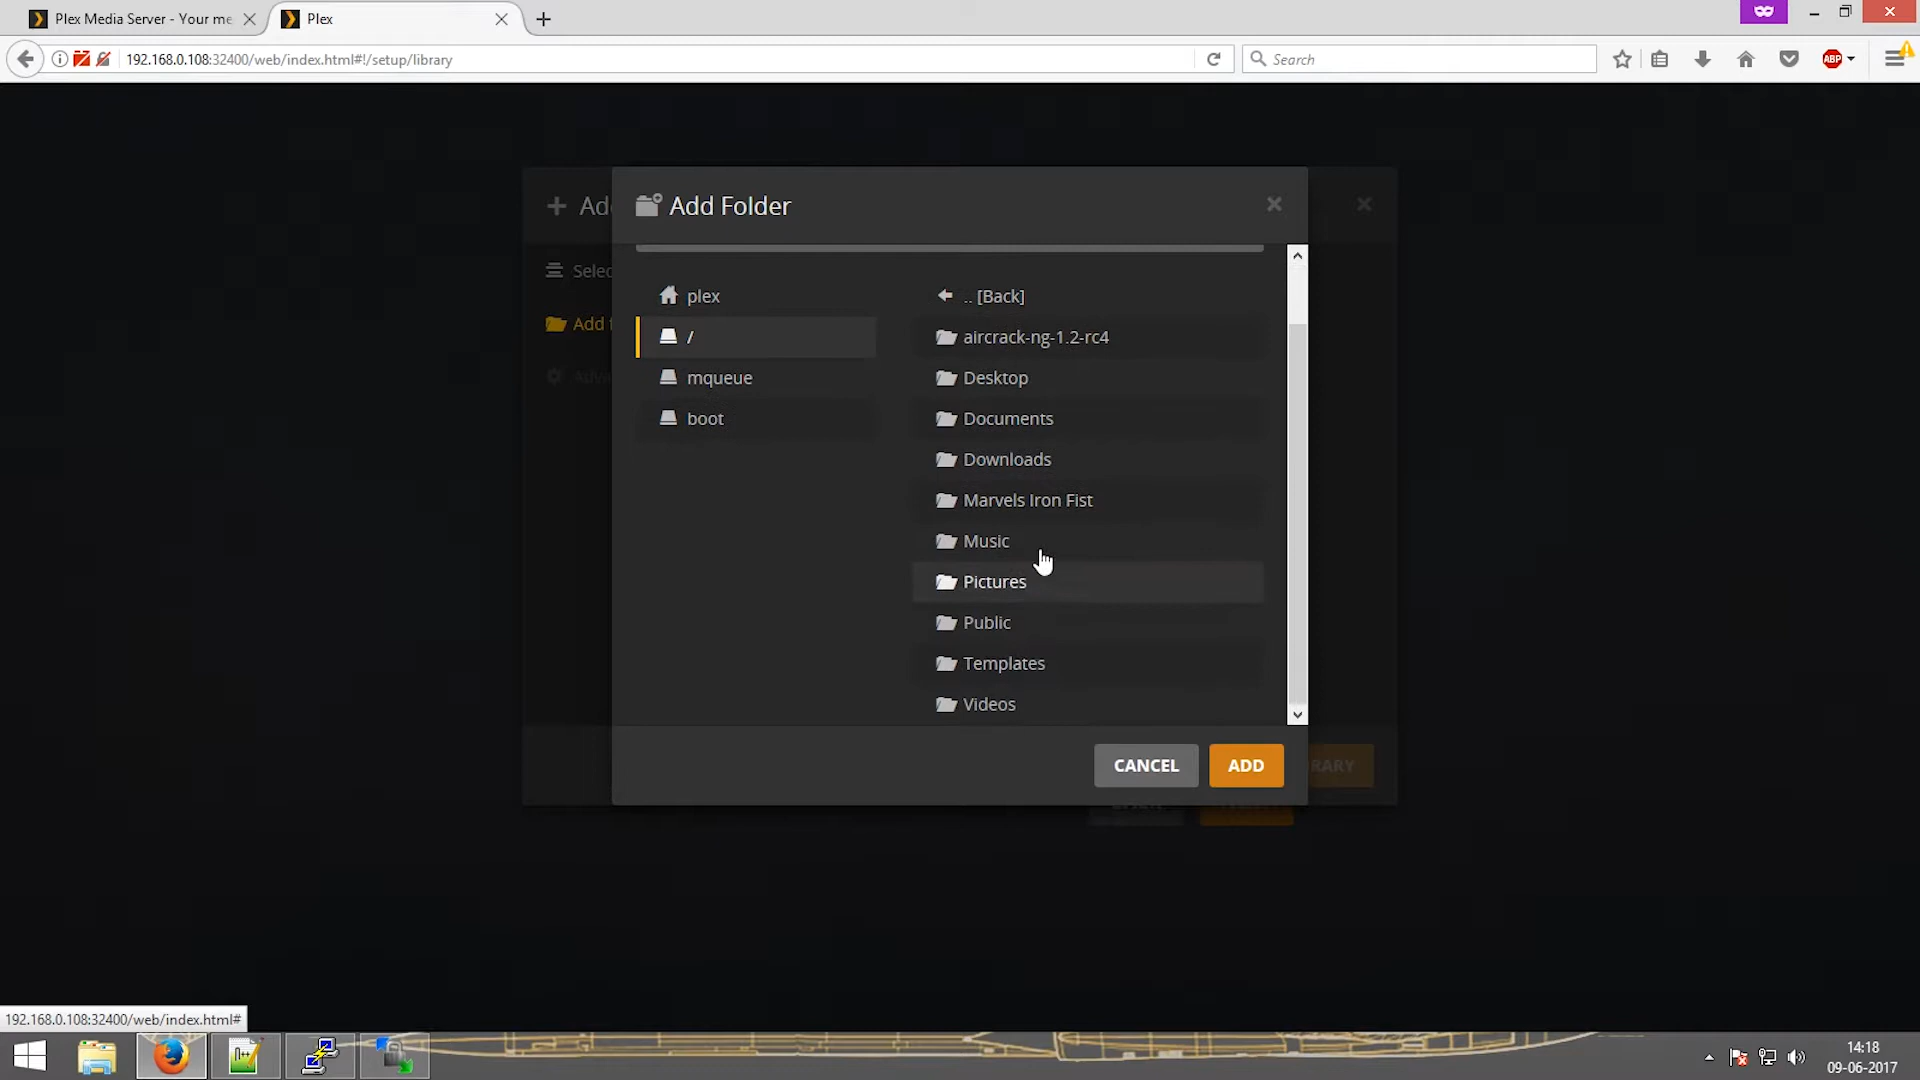 Plex Media Server - Your me
Plex
192.168.0.108:32400/web/index.html#!/setup/library
Search
ABP
Add Folder
Selec
Add f
plex
/
mqueue
boot
.. [Back]
aircrack-ng-1.2-rc4
Desktop
Documents
Downloads
Marvels Iron Fist
Music
Pictures
Public
Templates
Videos
CANCEL
ADD
RARY
192.168.0.108:32400/web/index.html#
14:18
09-06-2017